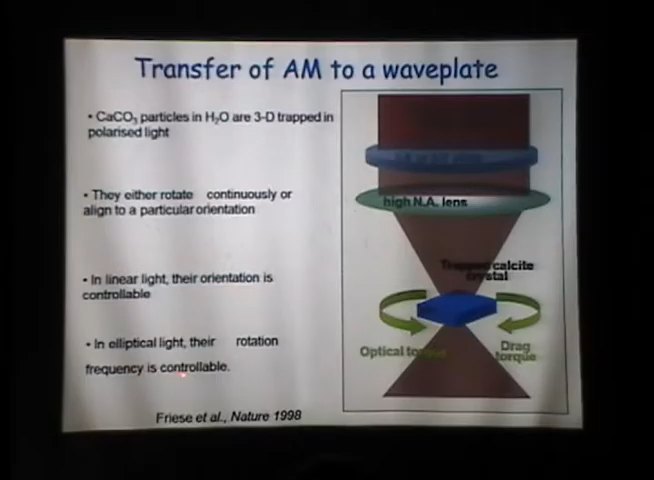 Transfer of AM to a waveplate
• CaCO₃ particles in H₂O are 3-D trapped in
polarised light
• They either rotate continuously or
align to a particular orientation
• In linear light, their orientation is
controllable
• In elliptical light, their rotation
frequency is controllable.
Friese et al., Nature 1998
high N.A. lens
Trapped calcite
crystal
Optical torque
Drag
torque